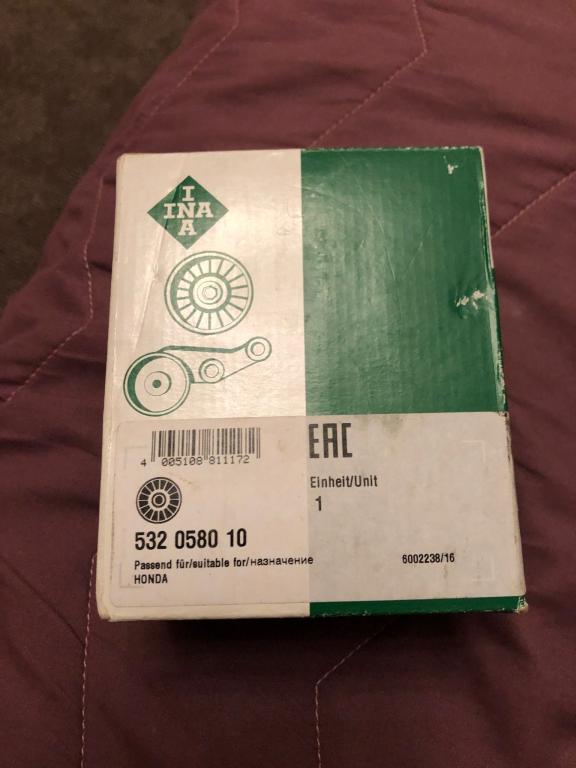 I
INA
A
4 005108 811172
EAC
Einheit/Unit
1
532 0580 10
Passend für/suitable for/назначение
HONDA
6002238/16